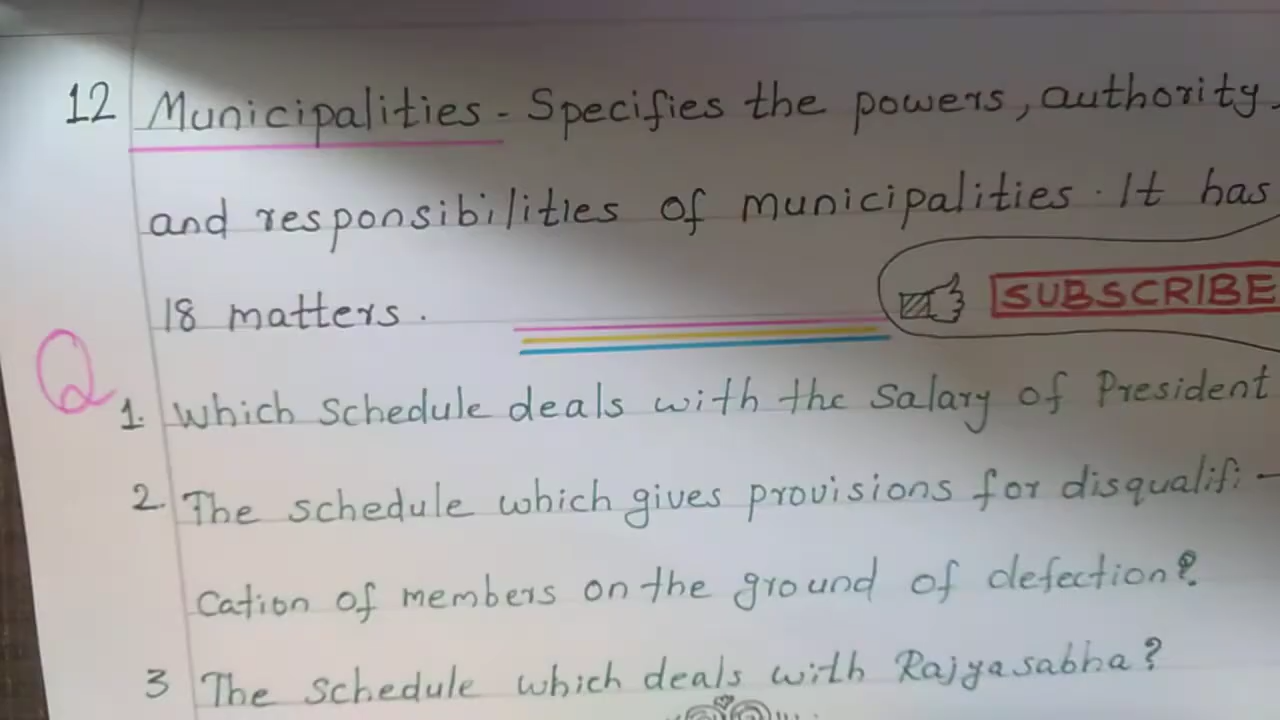 12 Municipalities - Specifies the powers, authority
and responsibilities of municipalities. It has
18 matters.
SUBSCRIBE
Q
1. Which schedule deals with the salary of President
2. The schedule which gives provisions for disqualifi-
cation of members on the ground of defection?
3 The schedule which deals with Rajyasabha?